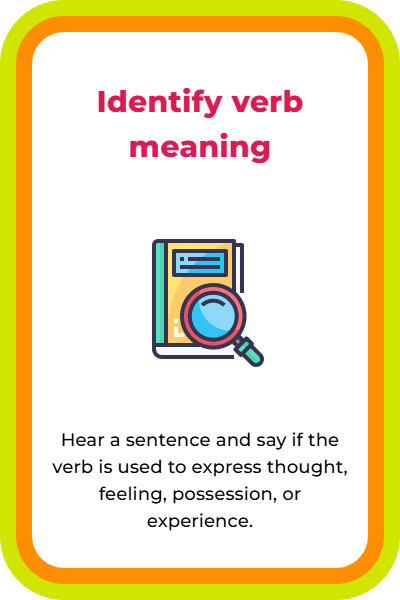 Identify verb
meaning
Hear a sentence and say if the
verb is used to express thought,
feeling, possession, or
experience.